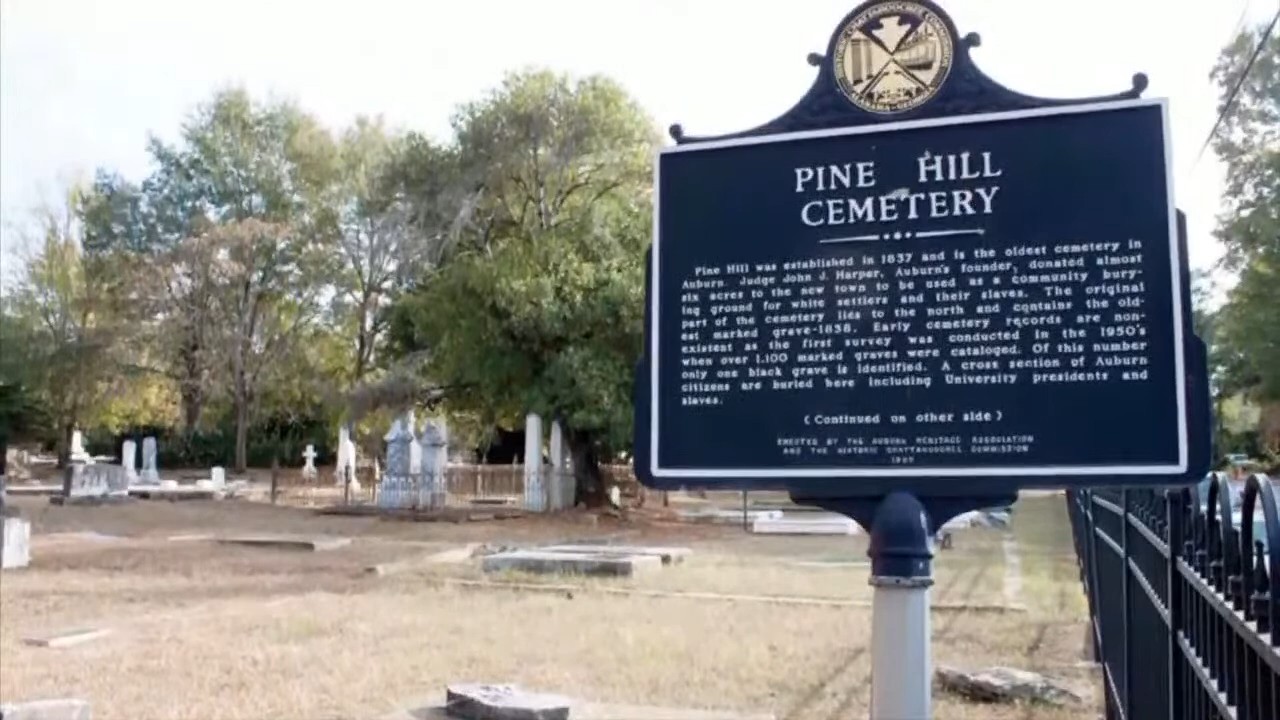 PINE HILL
CEMETERY
Pine Hill was established in 1837 and is the oldest cemetery in
Auburn. Judge John J. Harper, Auburn's founder, donated almost
six acres to the new town to be used as a community bury-
ing ground for white settlers and their slaves. The original
part of the cemetery lies to the north and contains the old-
est marked grave-1838. Early cemetery records are non-
existent as the first survey was conducted in the 1950's
when over 1,100 marked graves were cataloged. Of this number
only one black grave is identified. A cross section of Auburn
citizens are buried here including University presidents and
slaves.
(Continued on other side)
ERECTED BY THE AUBURN HERITAGE ASSOCIATION
AND THE HISTORIC CHATTAHOOCHEE COMMISSION